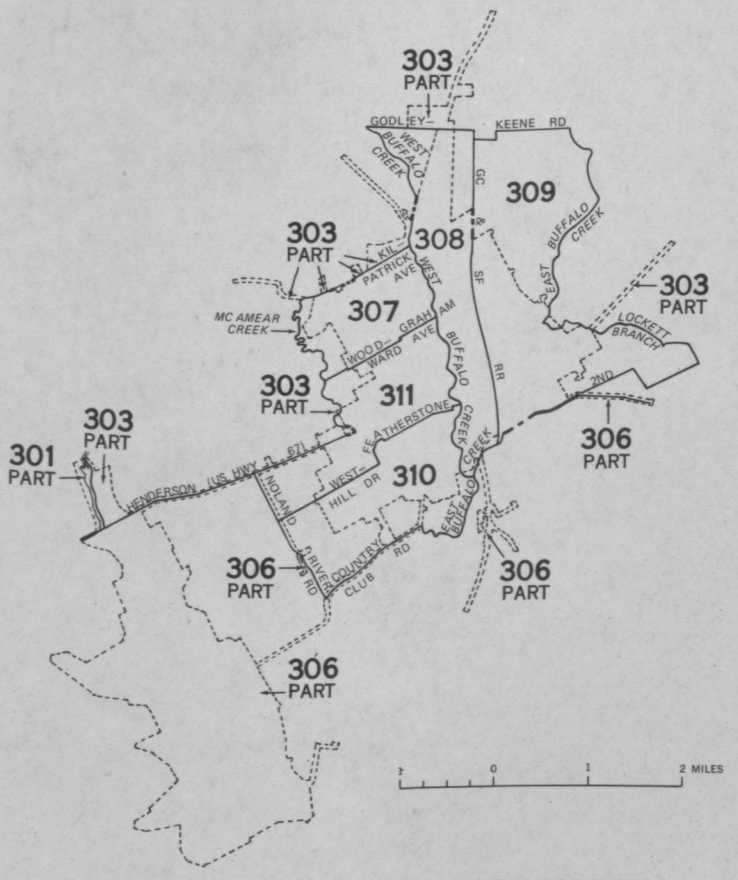 303
PART
GODLEY–
KEENE RD
WEST
BUFFALO
CREEK
GC & SF RR
309
EAST BUFFALO CREEK
308
303
PART
KIL
PATRICK
AVE
WEST BUFFALO CREEK
303
PART
307
MC AMEAR
CREEK
WOOD– GRAHAM
WARD AVE
LOCKETT
BRANCH
2ND
303
PART
311
306
PART
WEST– FEATHERSTONE
HILL DR
310
301
PART
303
PART
HENDERSON (US HWY 67)
NOLAND RIVER RD
EAST BUFFALO CREEK
306
PART
COUNTRY
CLUB RD
306
PART
306
PART
1 0 1 2 MILES